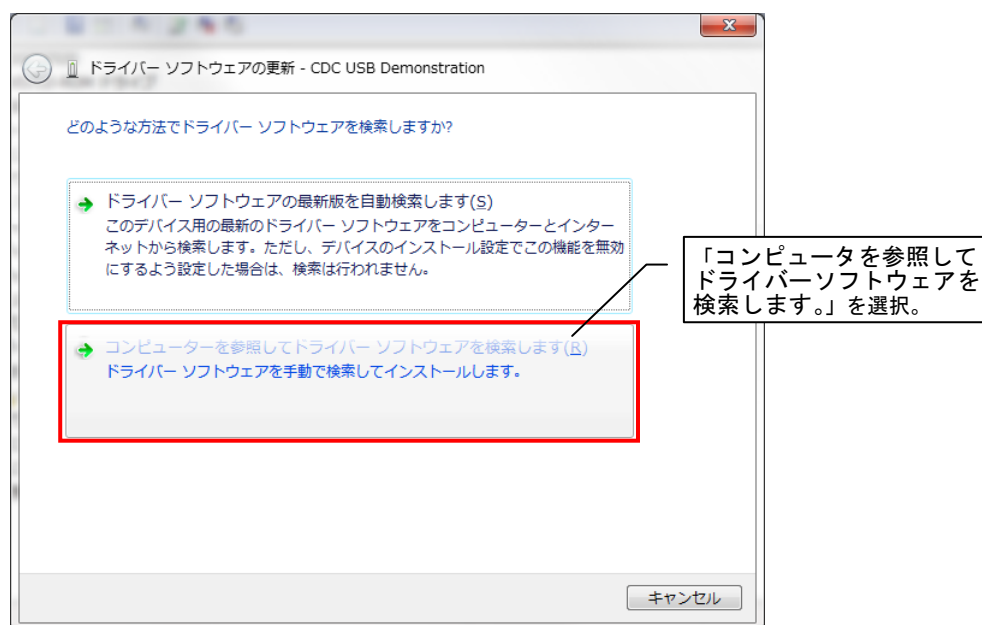 ドライバー ソフトウェアの更新 - CDC USB Demonstration
どのような方法でドライバー ソフトウェアを検索しますか?
ドライバー ソフトウェアの最新版を自動検索します(S)
このデバイス用の最新のドライバー ソフトウェアをコンピューターとインター
ネットから検索します。ただし、デバイスのインストール設定でこの機能を無効
にするよう設定した場合は、検索は行われません。
「コンピュータを参照して
ドライバーソフトウェアを
検索します。」を選択。
コンピューターを参照してドライバー ソフトウェアを検索します(R)
ドライバー ソフトウェアを手動で検索してインストールします。
キャンセル